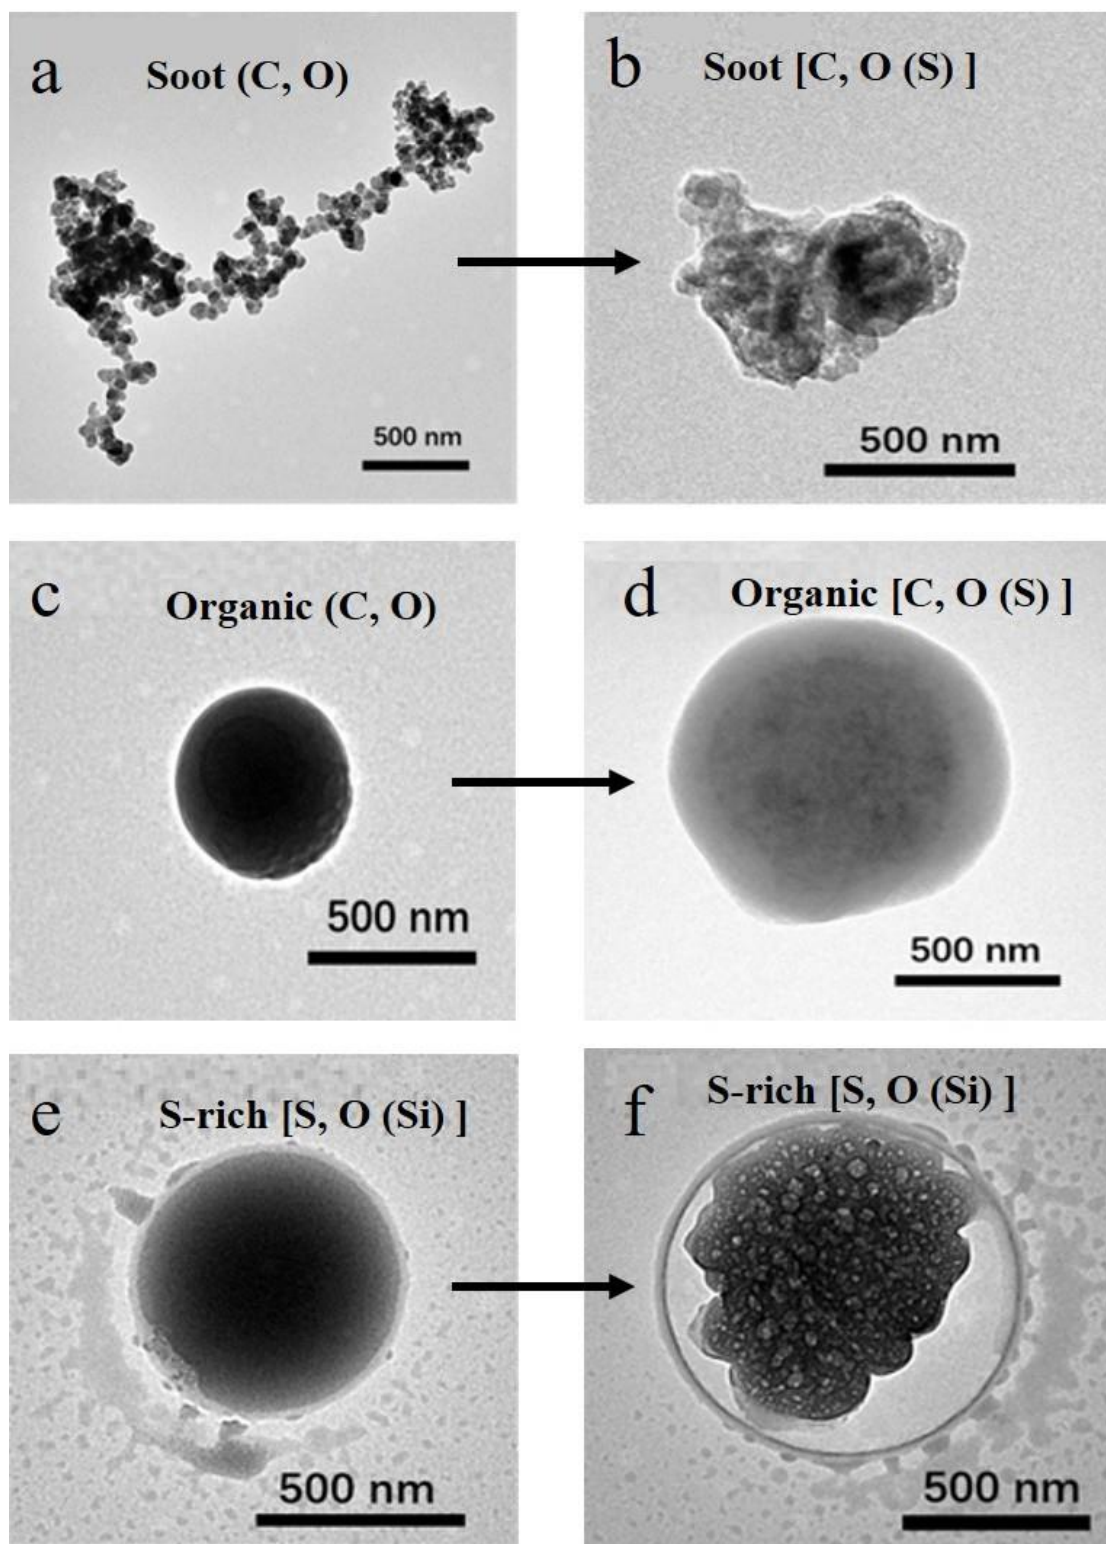 a Soot (C, O)
500 nm
b Soot [C, O (S) ]
500 nm
c Organic (C, O)
500 nm
d Organic [C, O (S) ]
500 nm
e S-rich [S, O (Si) ]
500 nm
f S-rich [S, O (Si) ]
500 nm